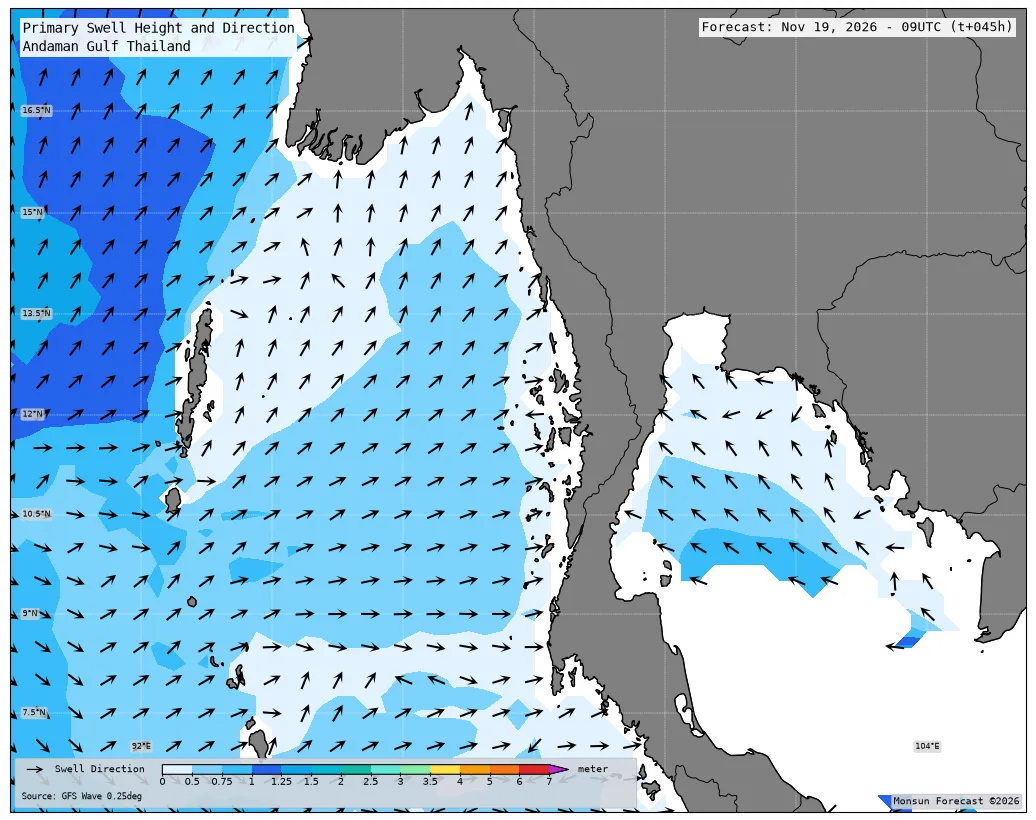 Primary Swell Height and Direction
Andaman Gulf Thailand
Forecast: Nov 19, 2026 - 09UTC (t+045h)
16.5°N
15°N
13.5°N
12°N
10.5°N
9°N
7.5°N
92°E
104°E
Swell Direction
0 0.5 0.75 1 1.25 1.5 2 2.5 3 3.5 4 5 6 7
meter
Source: GFS Wave 0.25deg
Monsun Forecast ©2026